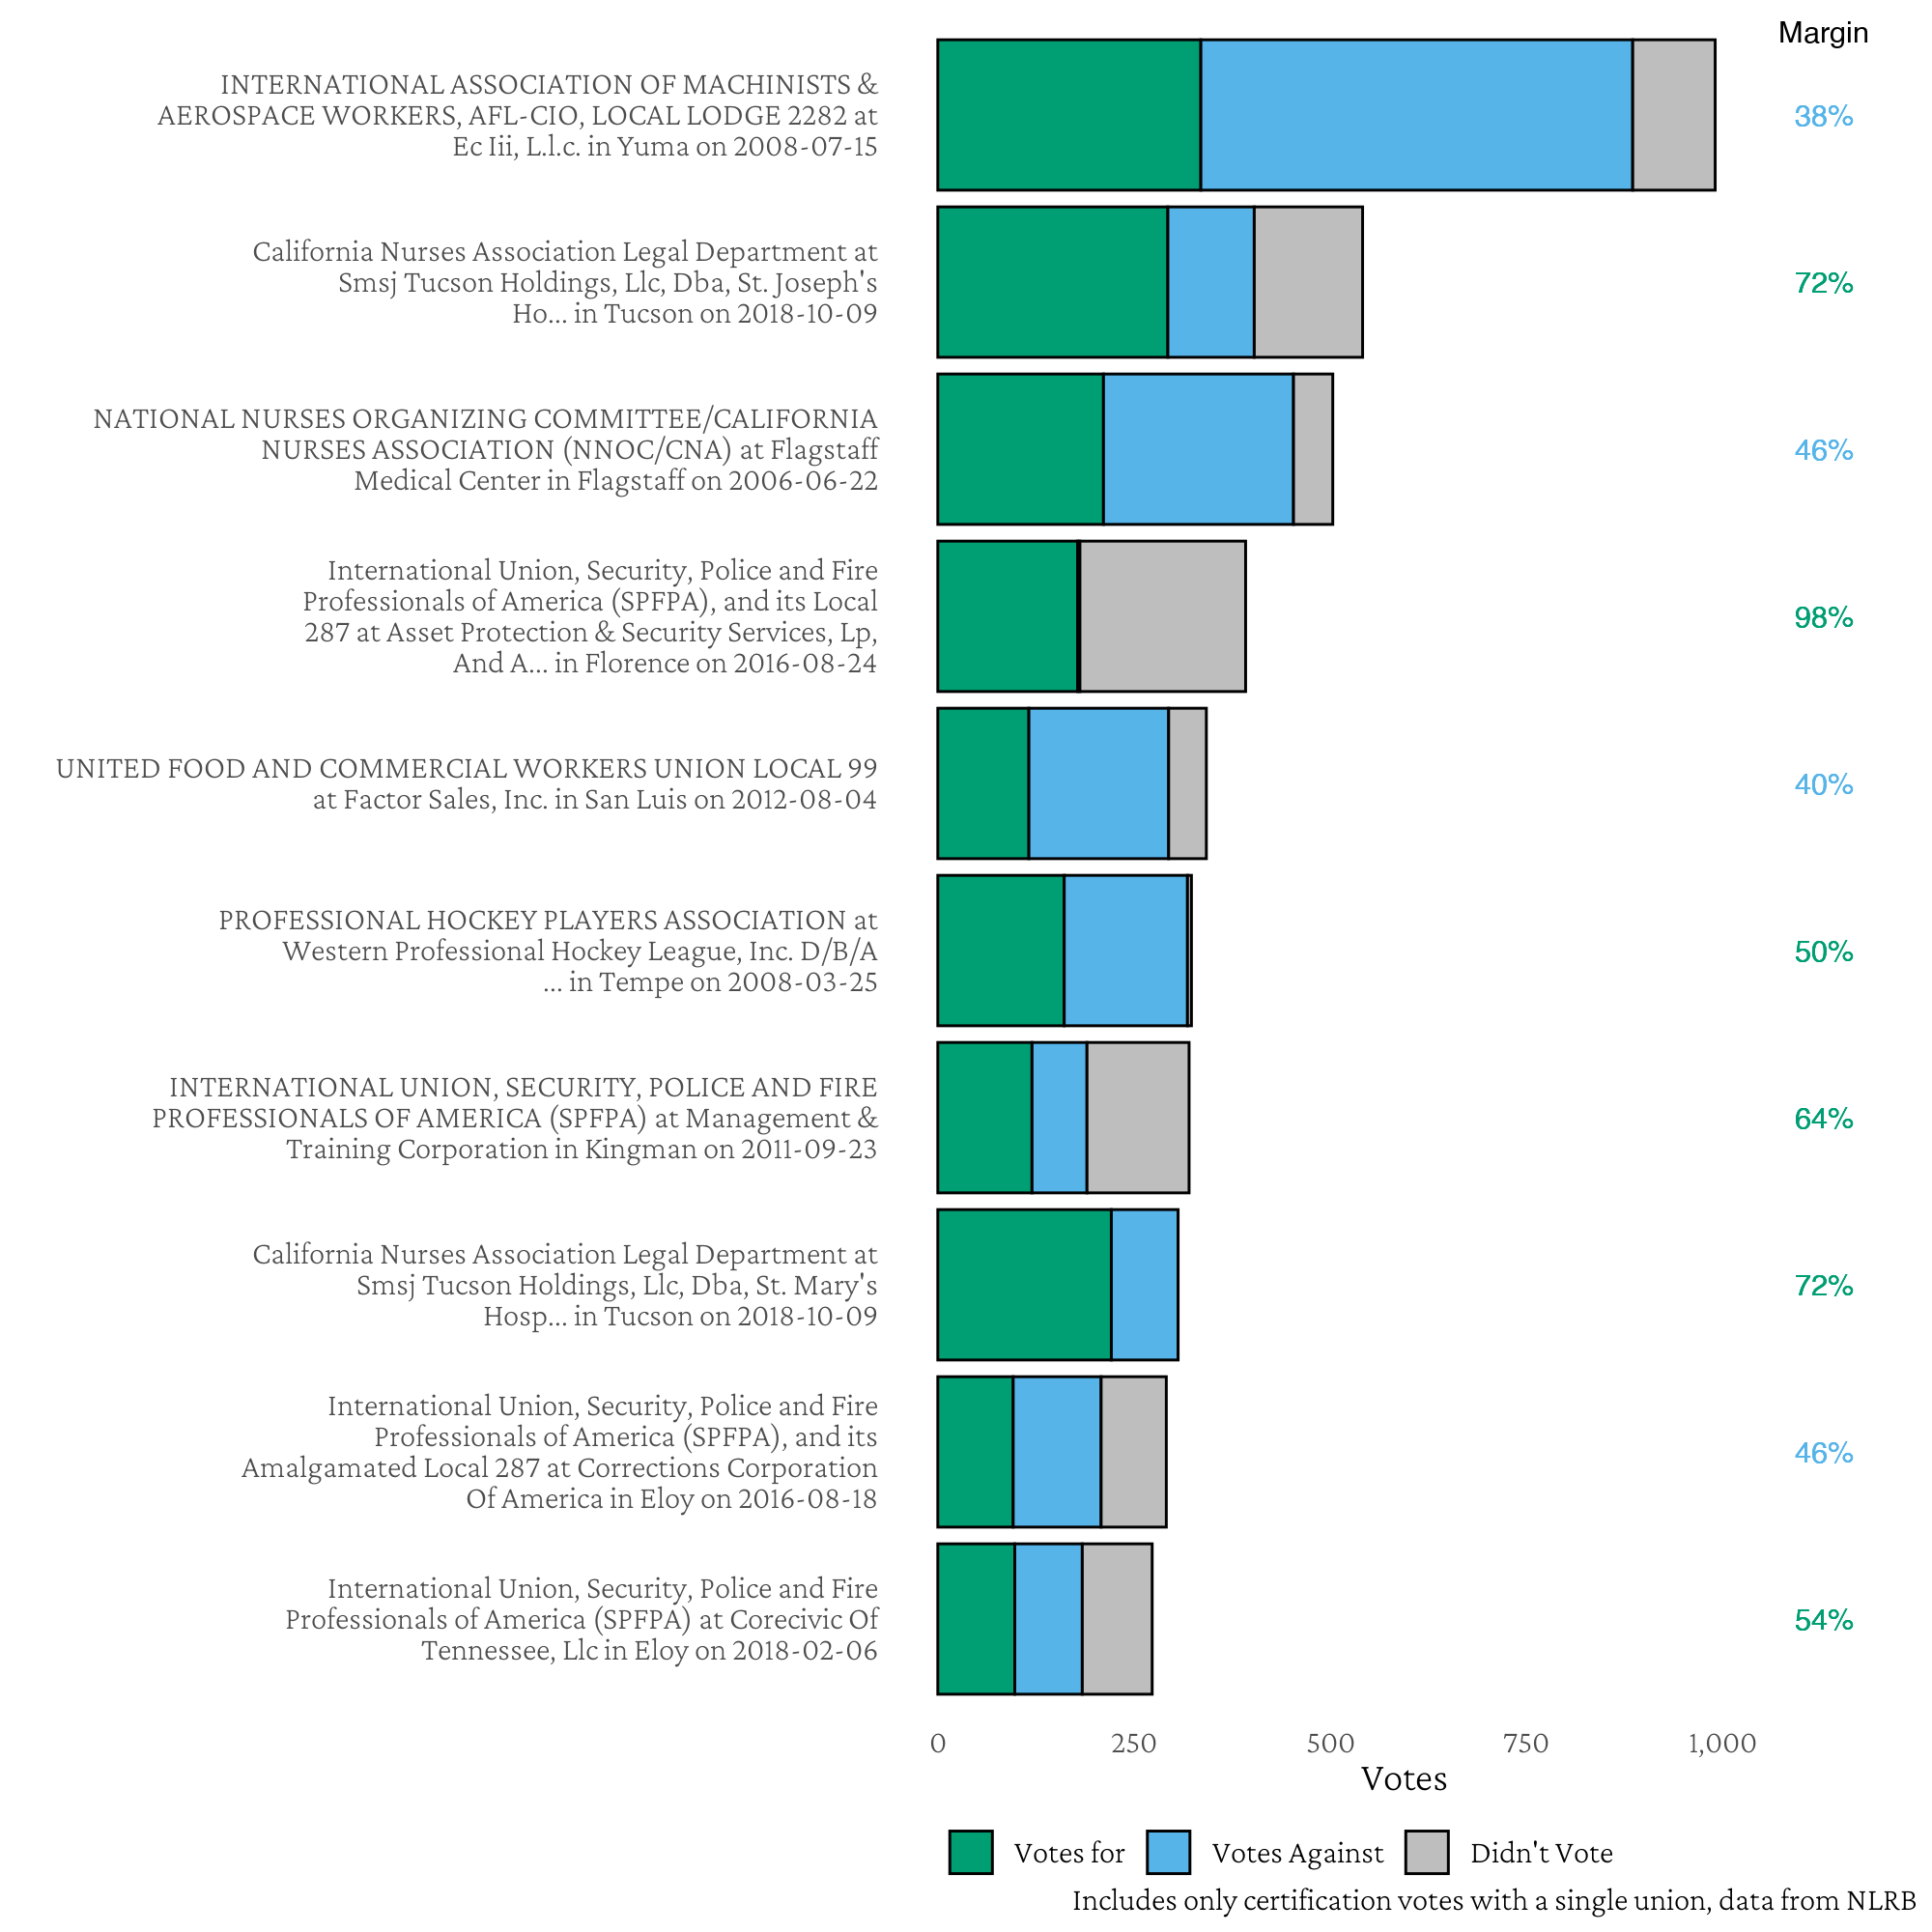 Margin
INTERNATIONAL ASSOCIATION OF MACHINISTS &
AEROSPACE WORKERS, AFL-CIO, LOCAL LODGE 2282 at
Ec Iii, L.l.c. in Yuma on 2008-07-15
38%
California Nurses Association Legal Department at
Smsj Tucson Holdings, Llc, Dba, St. Joseph's
Ho... in Tucson on 2018-10-09
72%
NATIONAL NURSES ORGANIZING COMMITTEE/CALIFORNIA
NURSES ASSOCIATION (NNOC/CNA) at Flagstaff
Medical Center in Flagstaff on 2006-06-22
46%
International Union, Security, Police and Fire
Professionals of America (SPFPA), and its Local
287 at Asset Protection & Security Services, Lp,
And A... in Florence on 2016-08-24
98%
UNITED FOOD AND COMMERCIAL WORKERS UNION LOCAL 99
at Factor Sales, Inc. in San Luis on 2012-08-04
40%
PROFESSIONAL HOCKEY PLAYERS ASSOCIATION at
Western Professional Hockey League, Inc. D/B/A
... in Tempe on 2008-03-25
50%
INTERNATIONAL UNION, SECURITY, POLICE AND FIRE
PROFESSIONALS OF AMERICA (SPFPA) at Management &
Training Corporation in Kingman on 2011-09-23
64%
California Nurses Association Legal Department at
Smsj Tucson Holdings, Llc, Dba, St. Mary's
Hosp... in Tucson on 2018-10-09
72%
International Union, Security, Police and Fire
Professionals of America (SPFPA), and its
Amalgamated Local 287 at Corrections Corporation
Of America in Eloy on 2016-08-18
46%
International Union, Security, Police and Fire
Professionals of America (SPFPA) at Corecivic Of
Tennessee, Llc in Eloy on 2018-02-06
54%
0 250 500 750 1,000
Votes
Votes for Votes Against Didn't Vote
Includes only certification votes with a single union, data from NLRB